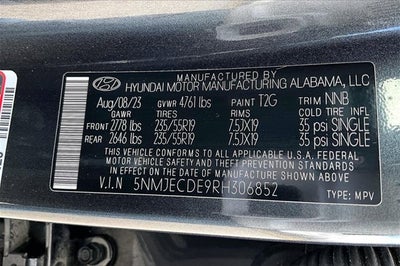 MANUFACTURED BY
HYUNDAI MOTOR MANUFACTURING ALABAMA, LLC
Aug/08/23 GVWR 4761 lbs PAINT T2G TRIM NNB
GAWR TIRES RIMS COLD TIRE INFL
FRONT 2778 lbs 235/55R19 7.5JX19 35 psi SINGLE
REAR 2646 lbs 235/55R19 7.5JX19 35 psi SINGLE
THIS VEHICLE CONFORMS TO ALL APPLICABLE U.S.A. FEDERAL
MOTOR VEHICLE SAFETY AND THEFT PREVENTION STANDARDS
IN EFFECT ON THE DATE OF MANUFACTURE SHOWN ABOVE.
V.I.N 5NMJECDE9RH306852 TYPE: MPV